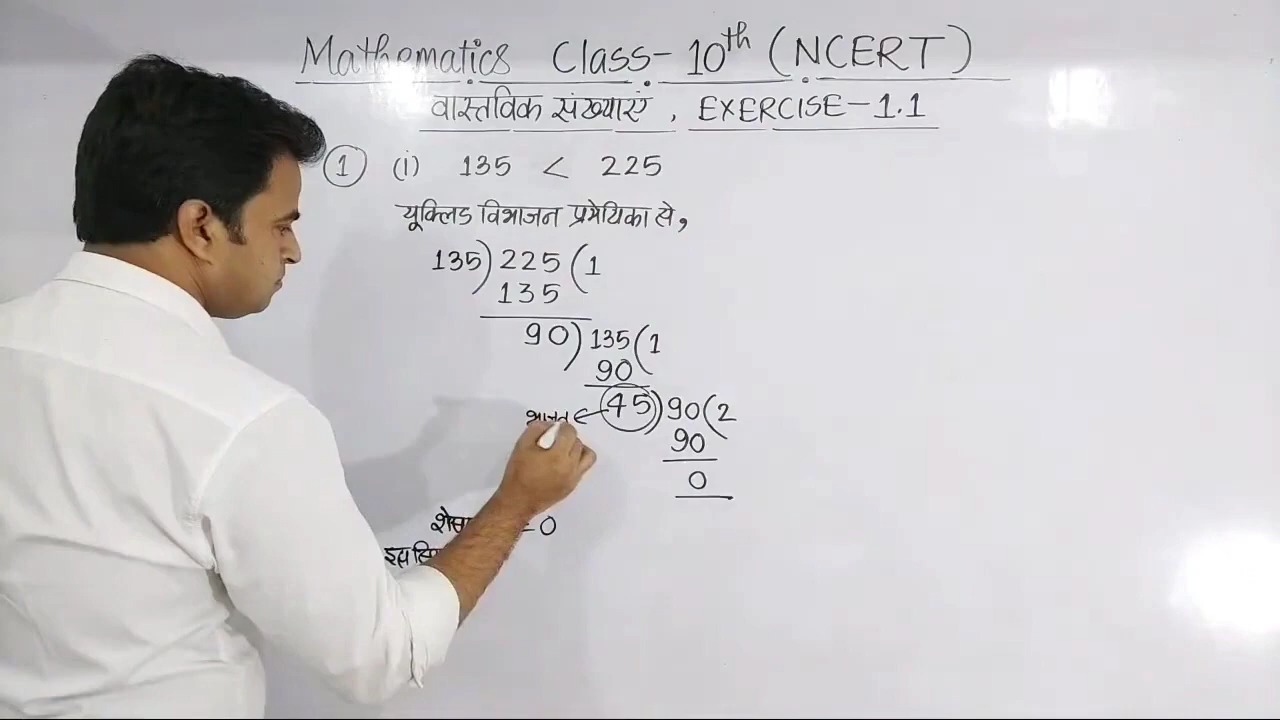 Mathematics Class- 10th (NCERT)
वास्तविक संख्याएं, EXERCISE-1.1
① (i) 135 < 225
यूक्लिड विभाजन प्रमेयिका से,
135) 225 (1
135
90) 135 (1
90
45) 90 (2
90
0
= 0